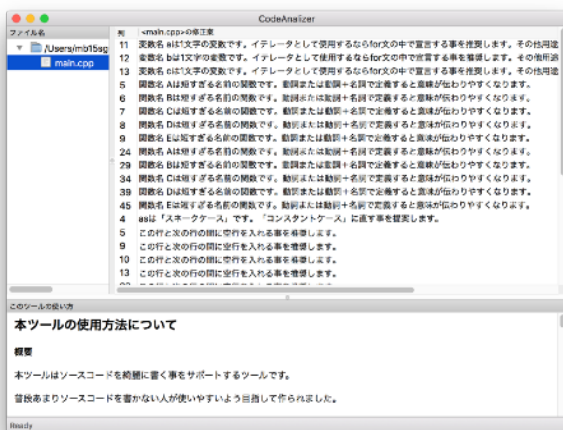 CodeAnalizer
ファイル名
列 <main.cpp>の修正案
/Users/mb15sg
main.cpp
11 変数名 aは1文字の変数です。イテレータとして使用するならfor文の中で宣言する事を推奨します。その他用途
12 変数名 bは1文字の変数です。イテレータとして使用するならfor文の中で宣言する事を推奨します。その他用途
13 変数名 cは1文字の変数です。イテレータとして使用するならfor文の中で宣言する事を推奨します。その他用途
5 関数名 Aは短すぎる名前の関数です。動詞または動詞+名詞で定義すると意味が伝わりやすくなります。
6 関数名 Bは短すぎる名前の関数です。動詞または動詞+名詞で定義すると意味が伝わりやすくなります。
7 関数名 Cは短すぎる名前の関数です。動詞または動詞+名詞で定義すると意味が伝わりやすくなります。
8 関数名 Dは短すぎる名前の関数です。動詞または動詞+名詞で定義すると意味が伝わりやすくなります。
9 関数名 Eは短すぎる名前の関数です。動詞または動詞+名詞で定義すると意味が伝わりやすくなります。
24 関数名 Aは短すぎる名前の関数です。動詞または動詞+名詞で定義すると意味が伝わりやすくなります。
29 関数名 Bは短すぎる名前の関数です。動詞または動詞+名詞で定義すると意味が伝わりやすくなります。
34 関数名 Cは短すぎる名前の関数です。動詞または動詞+名詞で定義すると意味が伝わりやすくなります。
39 関数名 Dは短すぎる名前の関数です。動詞または動詞+名詞で定義すると意味が伝わりやすくなります。
45 関数名 Eは短すぎる名前の関数です。動詞または動詞+名詞で定義すると意味が伝わりやすくなります。
4 asは「スネークケース」です。「コンスタントケース」に直す事を提案します。
5 この行と次の行の間に空行を入れる事を推奨します。
9 この行と次の行の間に空行を入れる事を推奨します。
10 この行と次の行の間に空行を入れる事を推奨します。
13 この行と次の行の間に空行を入れる事を推奨します。
このツールの使い方
本ツールの使用方法について
概要
本ツールはソースコードを綺麗に書く事をサポートするツールです。
普段あまりソースコードを書かない人が使いやすいよう目指して作られました。
Ready